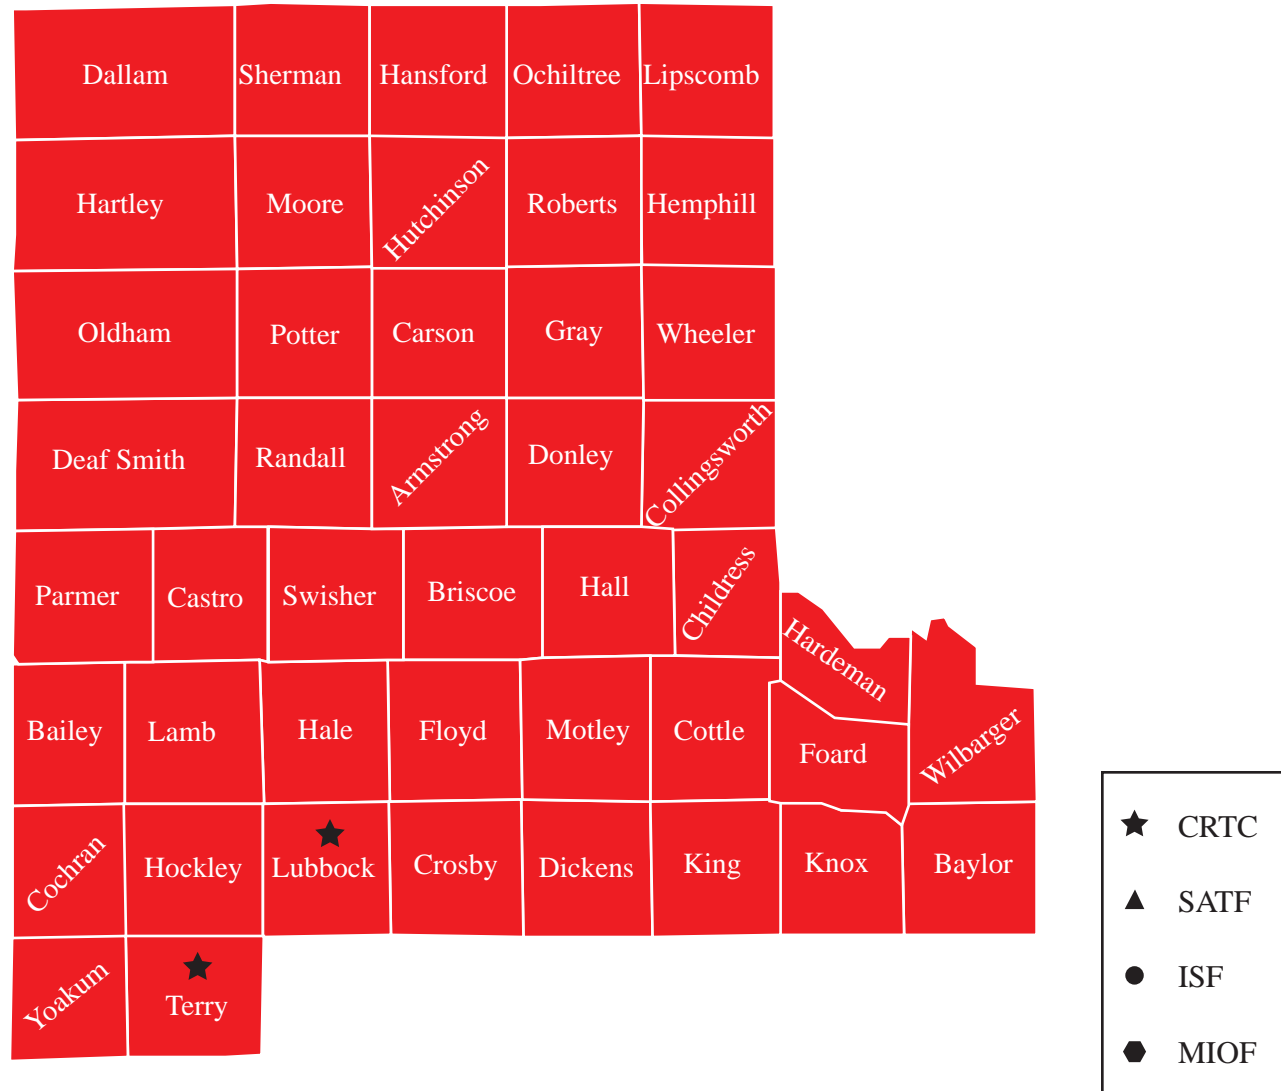 Dallam
Sherman
Hansford
Ochiltree
Lipscomb
Hartley
Moore
Hutchinson
Roberts
Hemphill
Oldham
Potter
Carson
Gray
Wheeler
Deaf Smith
Randall
Armstrong
Donley
Collingsworth
Parmer
Castro
Swisher
Briscoe
Hall
Childress
Hardeman
Bailey
Lamb
Hale
Floyd
Motley
Cottle
Foard
Wilbarger
Cochran
Hockley
Lubbock
Crosby
Dickens
King
Knox
Baylor
Yoakum
Terry
CRTC
SATF
ISF
MIOF